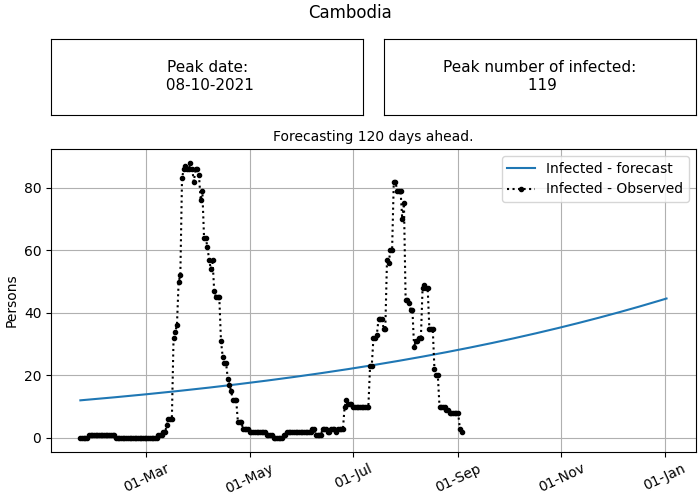 Cambodia
Peak date:
08-10-2021
Peak number of infected:
119
Forecasting 120 days ahead.
Infected - forecast
Infected - Observed
Persons
80
60
40
20
0
01-Mar
01-May
01-Jul
01-Sep
01-Nov
01-Jan